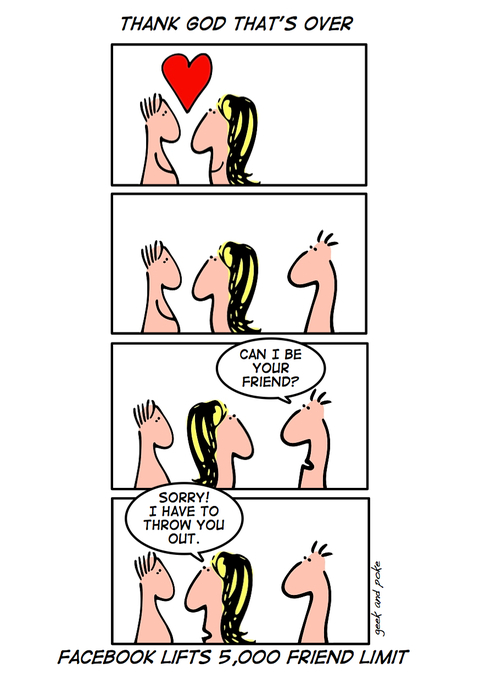 THANK GOD THAT'S OVER
CAN I BE
YOUR
FRIEND?
SORRY!
I HAVE TO
THROW YOU
OUT.
geek and poke
FACEBOOK LIFTS 5,000 FRIEND LIMIT